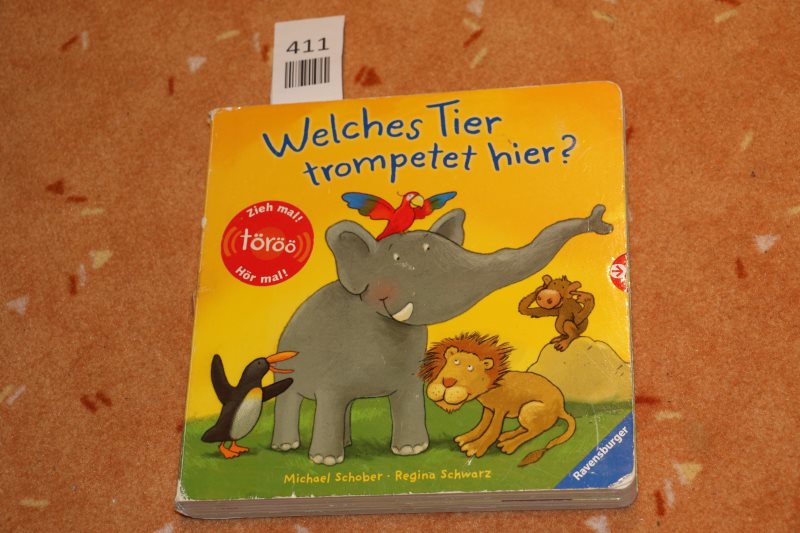 411
Welches Tier
trompetet hier?
Zieh mal!
töröö
Hör mal!
Michael Schober · Regina Schwarz
Ravensburger